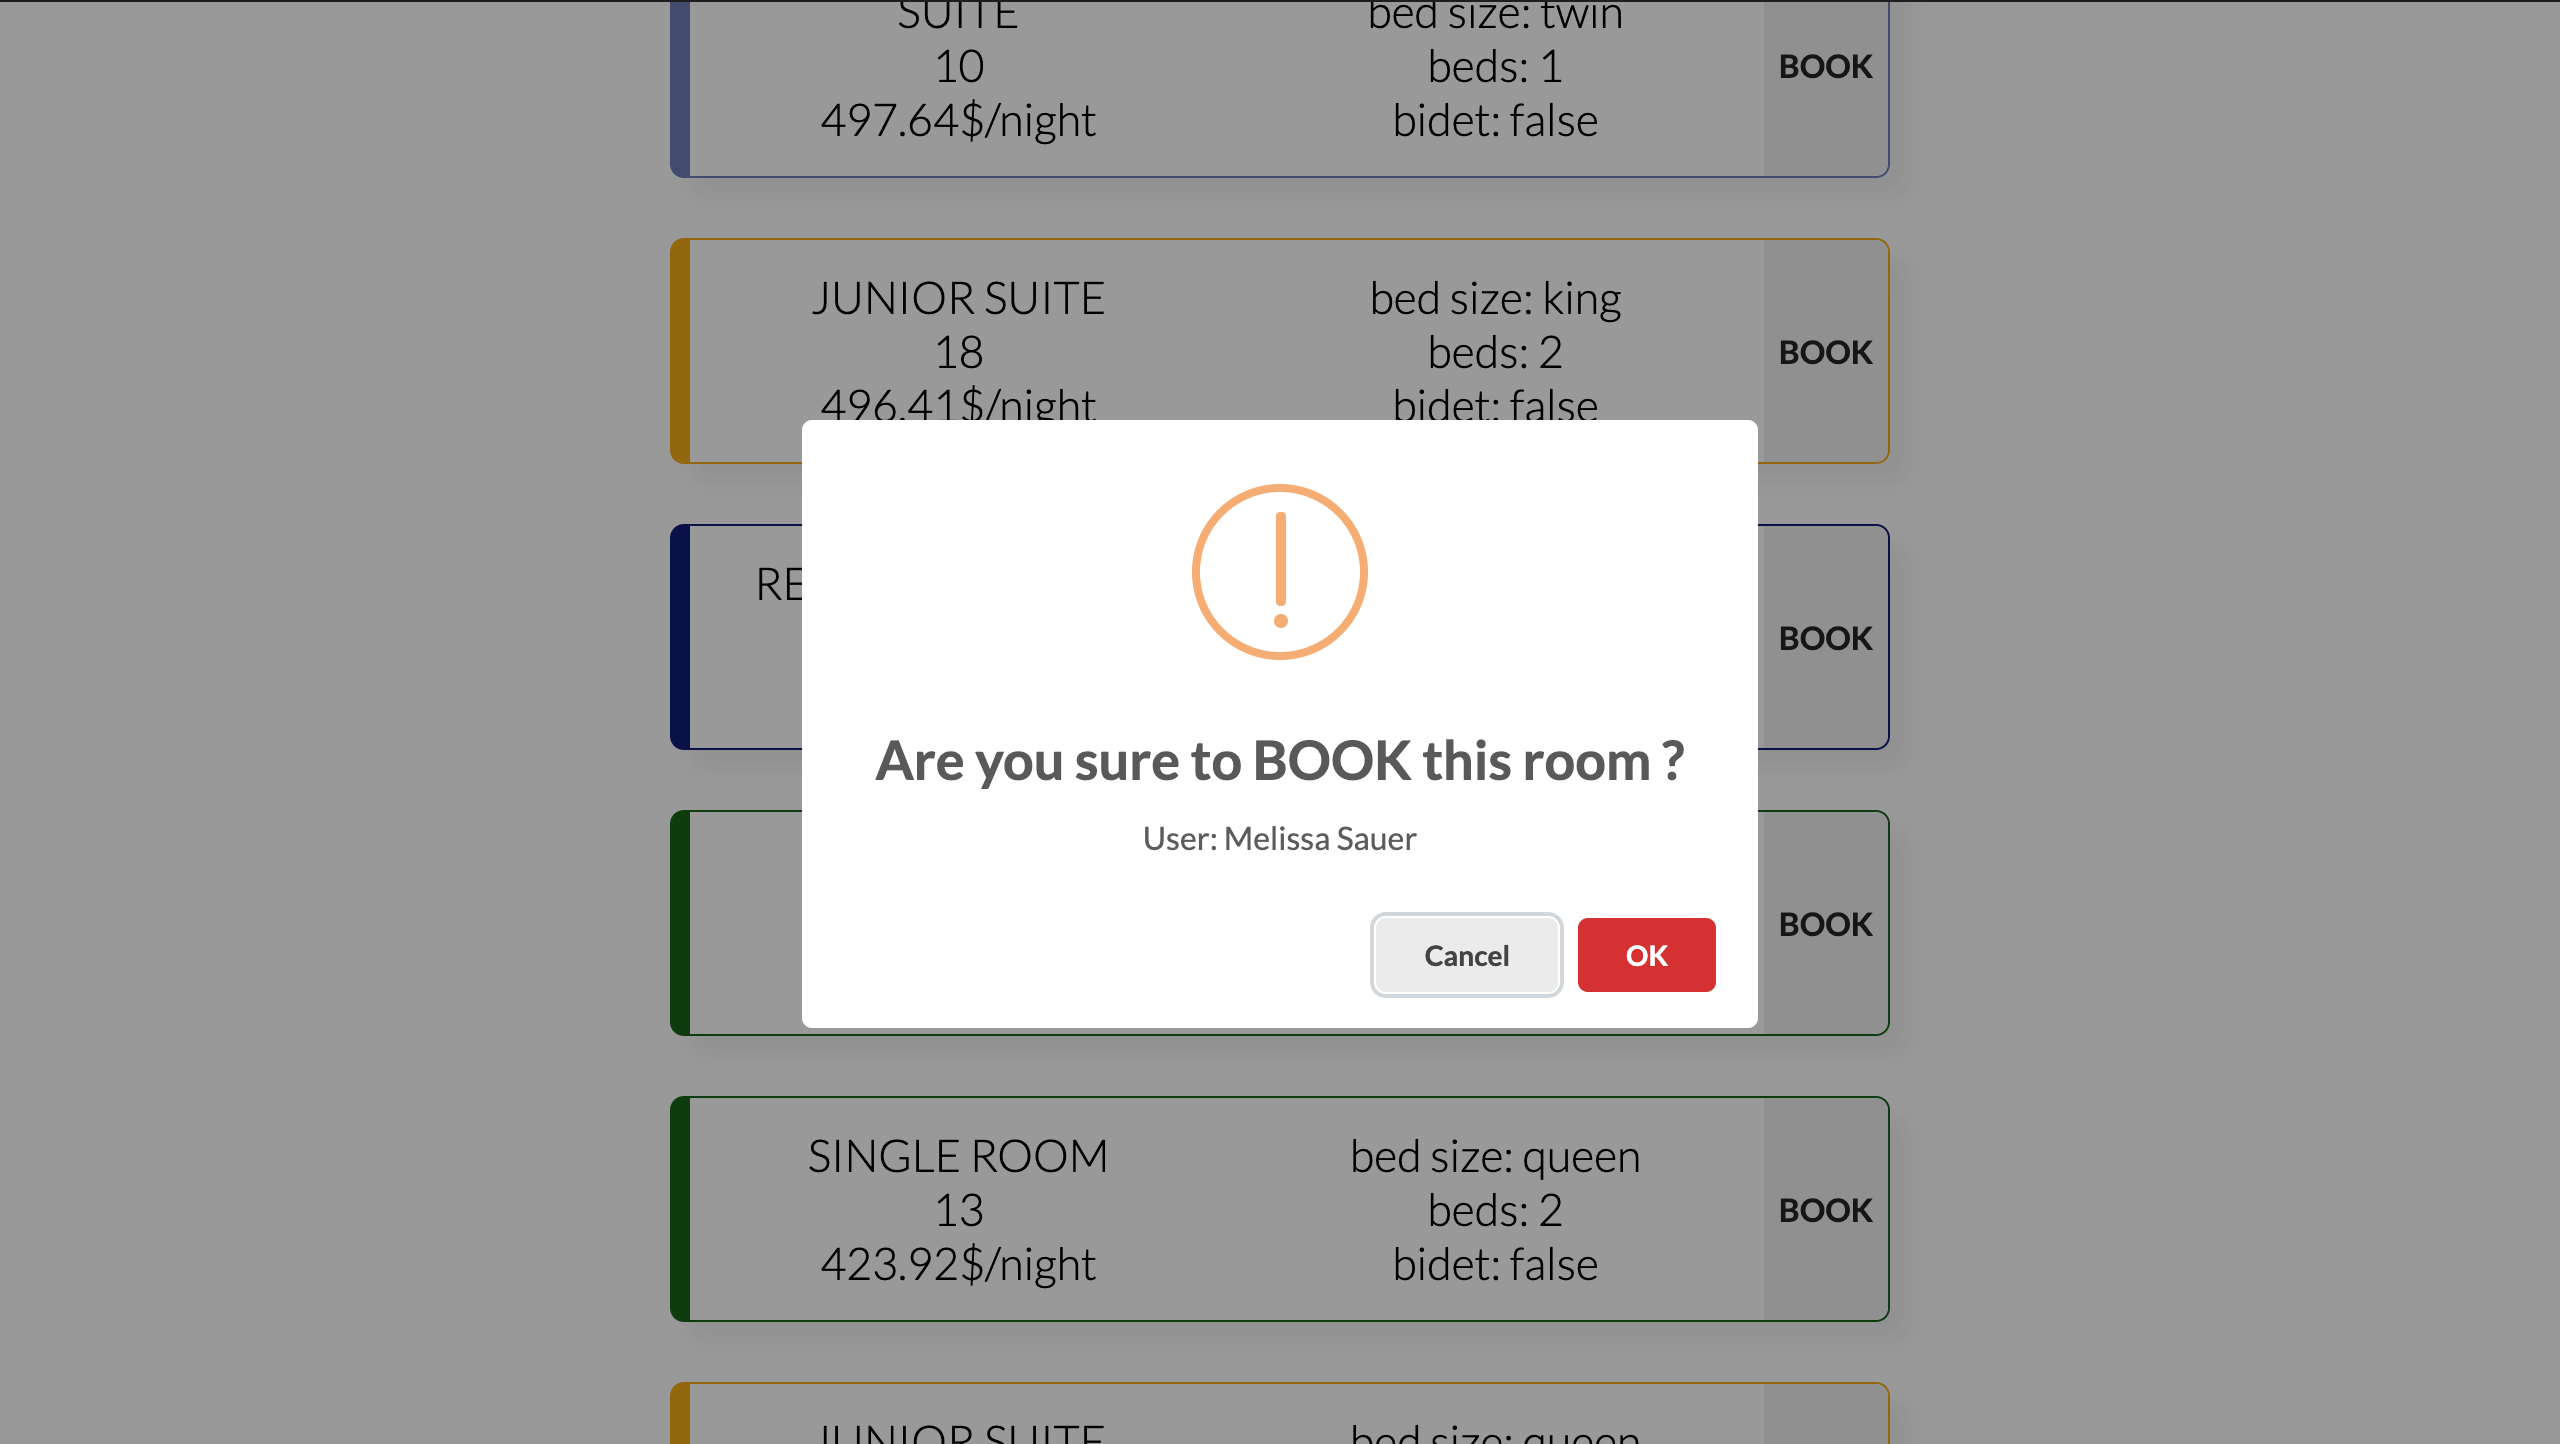 SUITE
10
497.64$/night
bed size: twin
beds: 1
bidet: false
BOOK
JUNIOR SUITE
18
496.41$/night
bed size: king
beds: 2
bidet: false
BOOK
BOOK
Are you sure to BOOK this room ?
User: Melissa Sauer
Cancel
OK
BOOK
SINGLE ROOM
13
423.92$/night
bed size: queen
beds: 2
bidet: false
BOOK
JUNIOR SUITE
bed size: queen